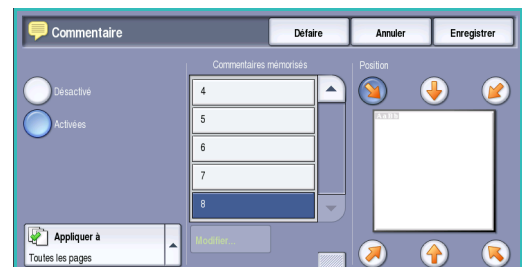 Commentaire
Défaire
Annuler
Enregistrer
Désactivé
Activées
Commentaires mémorisés
4
5
6
7
8
Modifier...
Position
Appliquer à
Toutes les pages